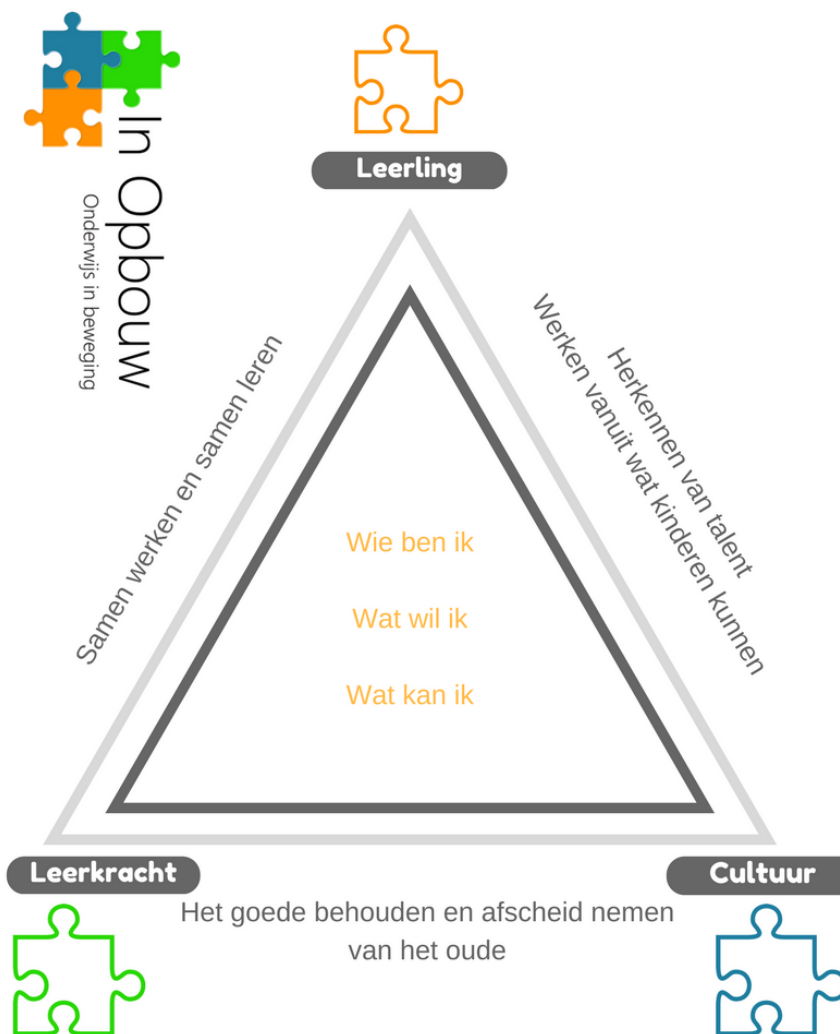 In Opbouw
Onderwijs in beweging
Leerling
Samen werken en samen leren
Herkennen van talent
Werken vanuit wat kinderen kunnen
Wie ben ik
Wat wil ik
Wat kan ik
Leerkracht
Cultuur
Het goede behouden en afscheid nemen
van het oude